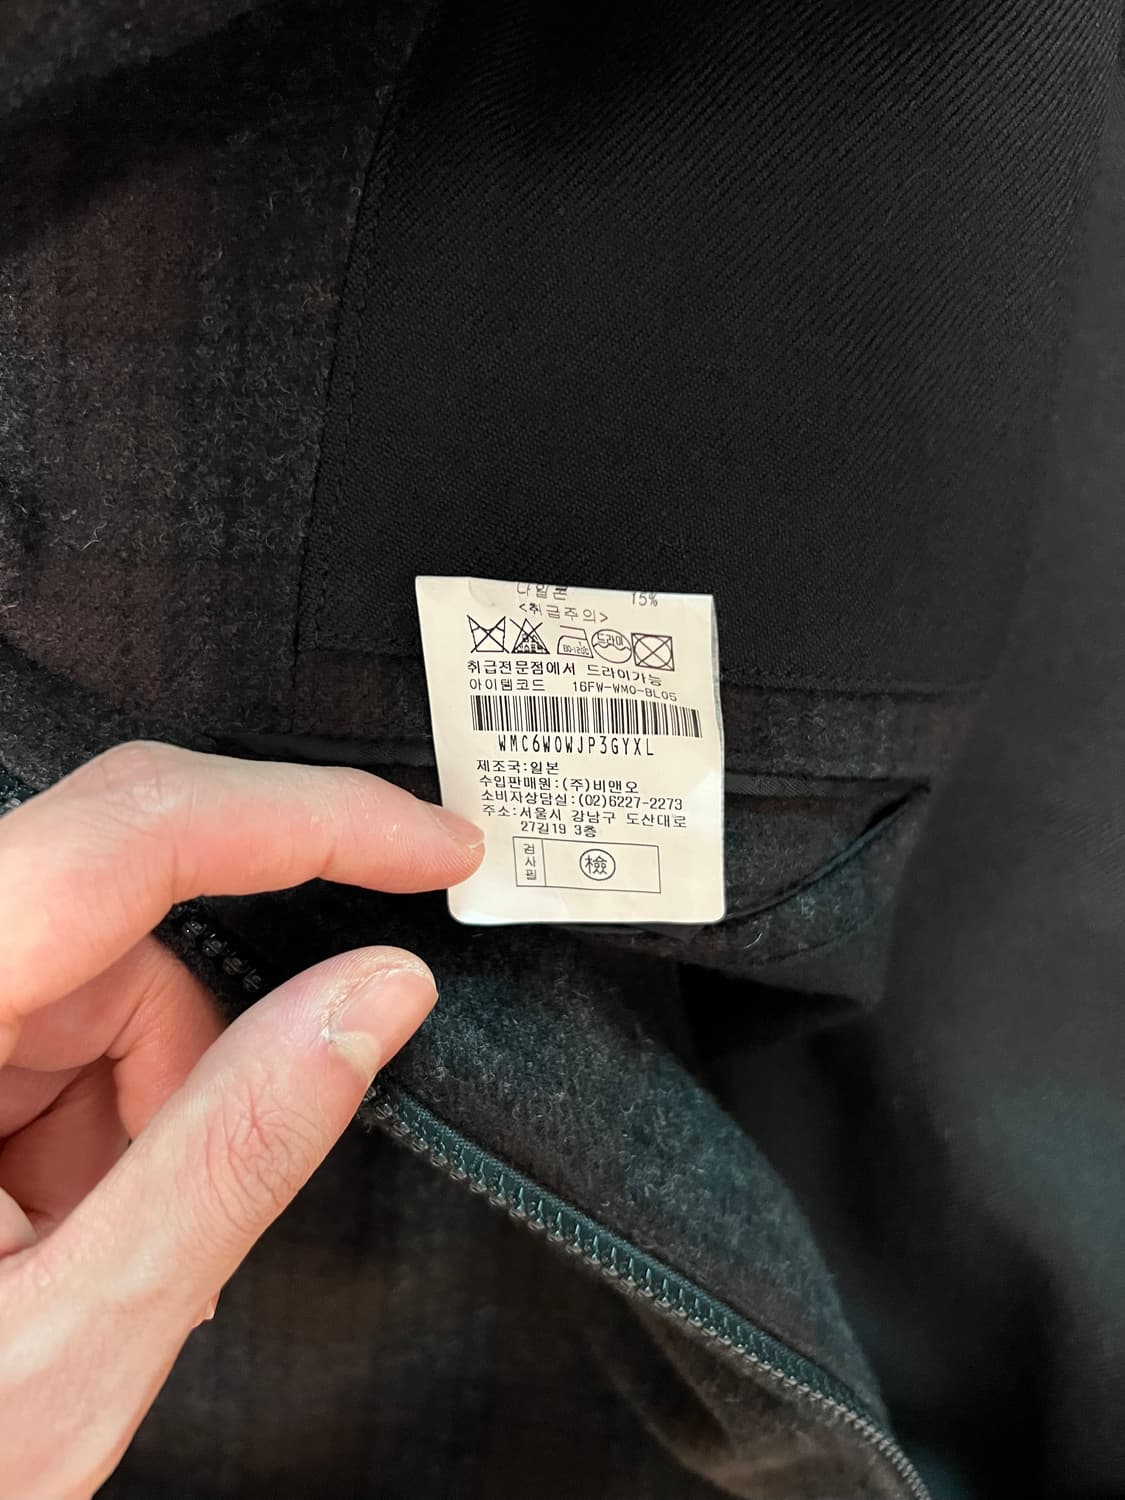 나일론 15%
<취급주의>
80-120℃ 드라이
취급전문점에서 드라이가능
아이템코드 16FW-WMO-BL05
WMC6WOWJP3GYXL
제조국:일본
수입판매원:(주)비앤오
소비자상담실:(02)6227-2273
주소:서울시 강남구 도산대로
27길19 3층
검사필 檢